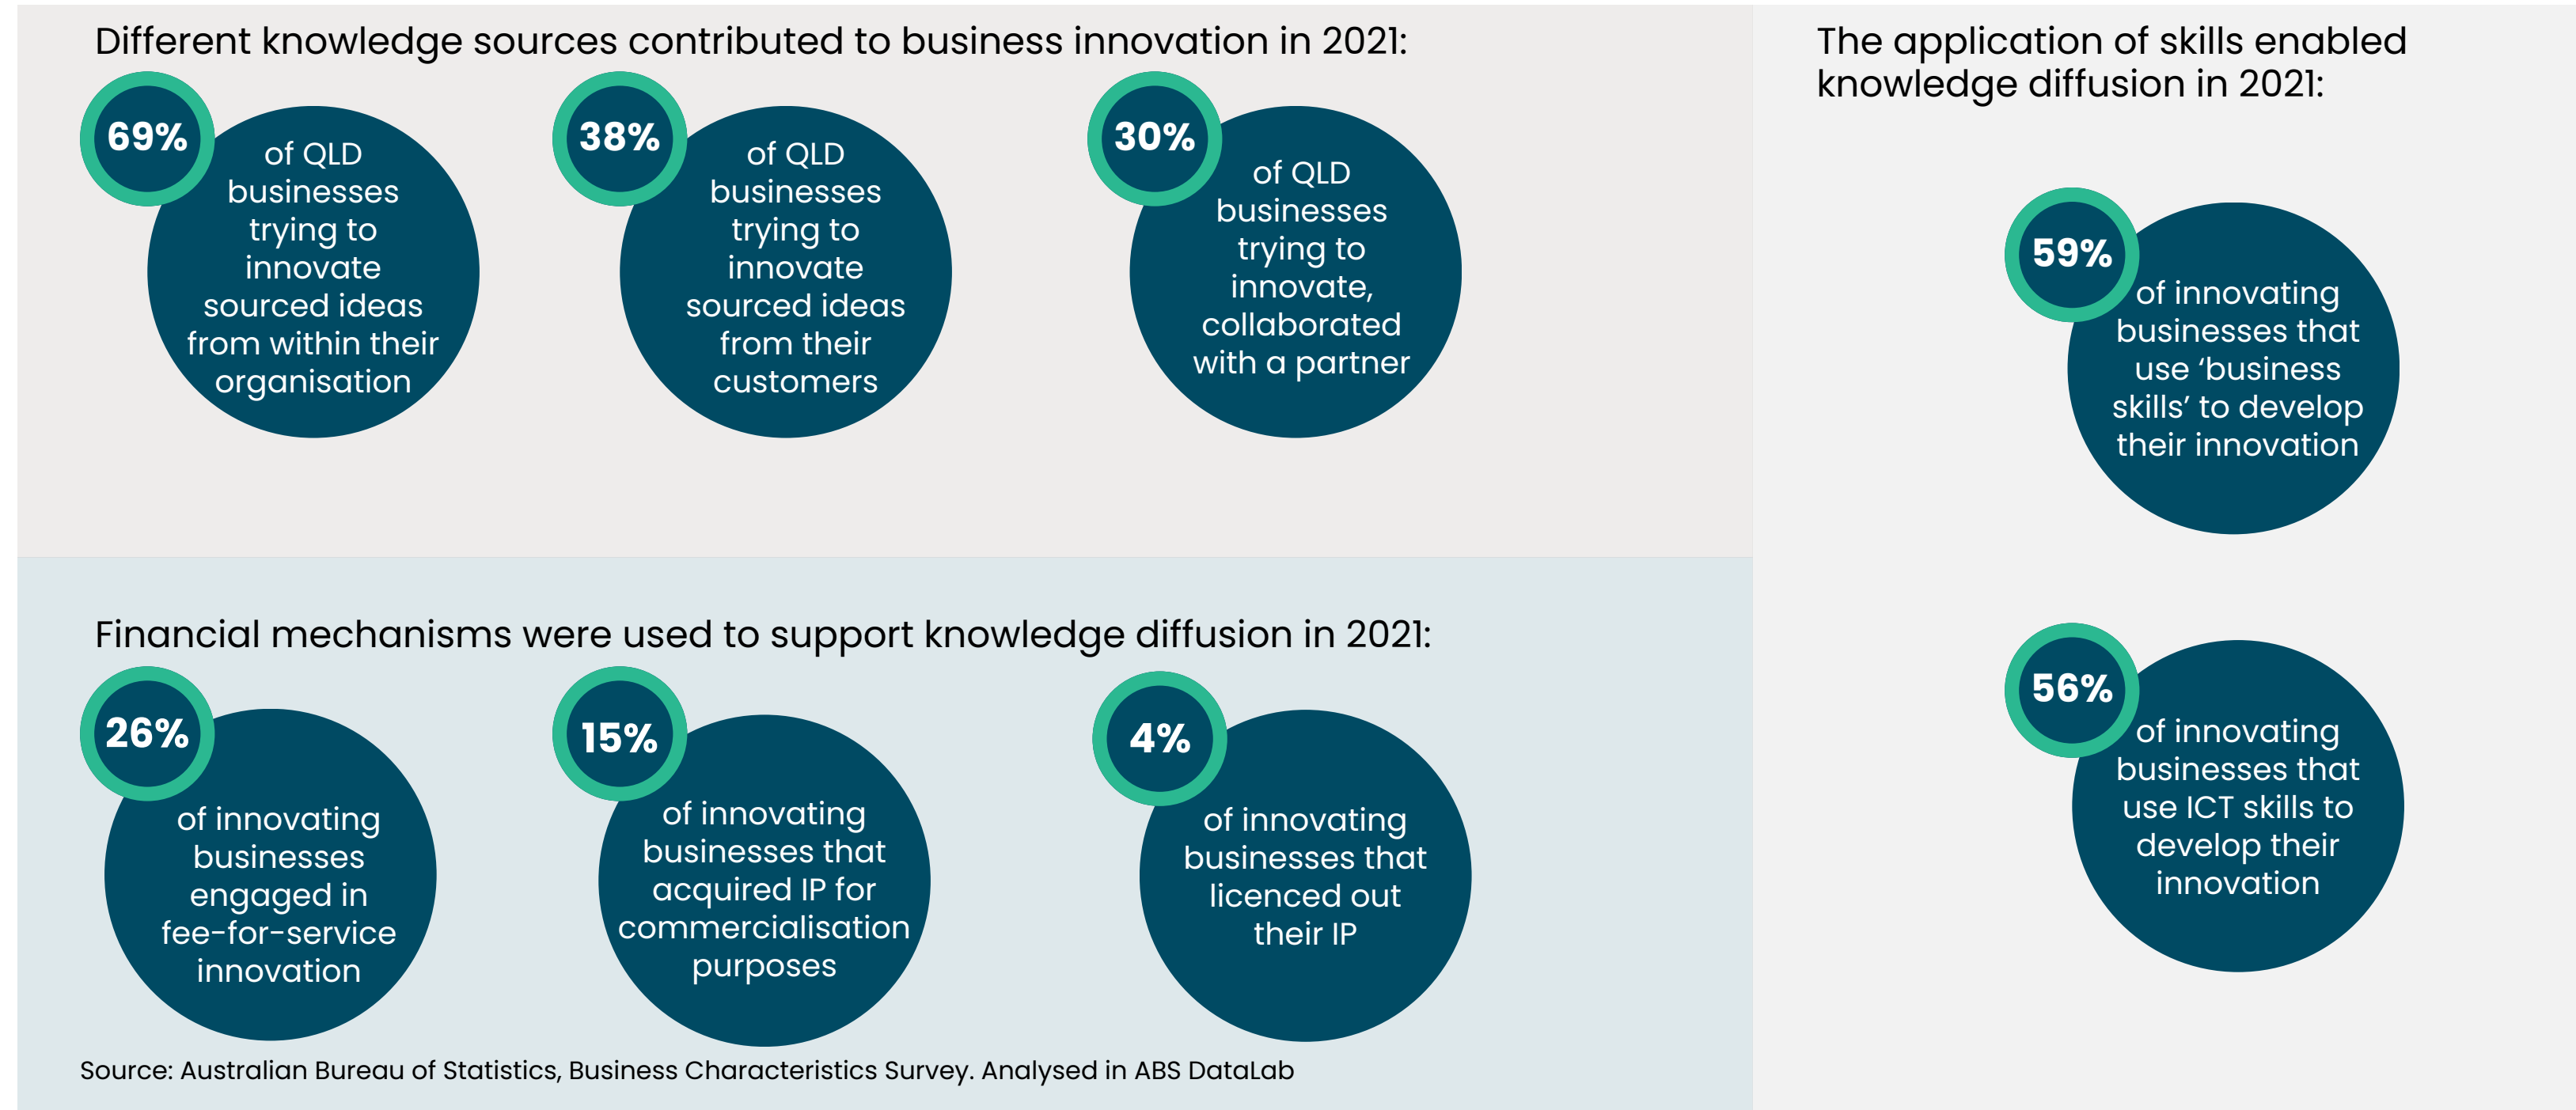 Different knowledge sources contributed to business innovation in 2021:
69%
of QLD
businesses
trying to
innovate
sourced ideas
from within their
organisation
38%
of QLD
businesses
trying to
innovate
sourced ideas
from their
customers
30%
of QLD
businesses
trying to
innovate,
collaborated
with a partner
Financial mechanisms were used to support knowledge diffusion in 2021:
26%
of innovating
businesses
engaged in
fee-for-service
innovation
15%
of innovating
businesses that
acquired IP for
commercialisation
purposes
4%
of innovating
businesses that
licenced out
their IP
Source: Australian Bureau of Statistics, Business Characteristics Survey. Analysed in ABS DataLab
The application of skills enabled
knowledge diffusion in 2021:
59%
of innovating
businesses that
use ‘business
skills’ to develop
their innovation
56%
of innovating
businesses that
use ICT skills to
develop their
innovation